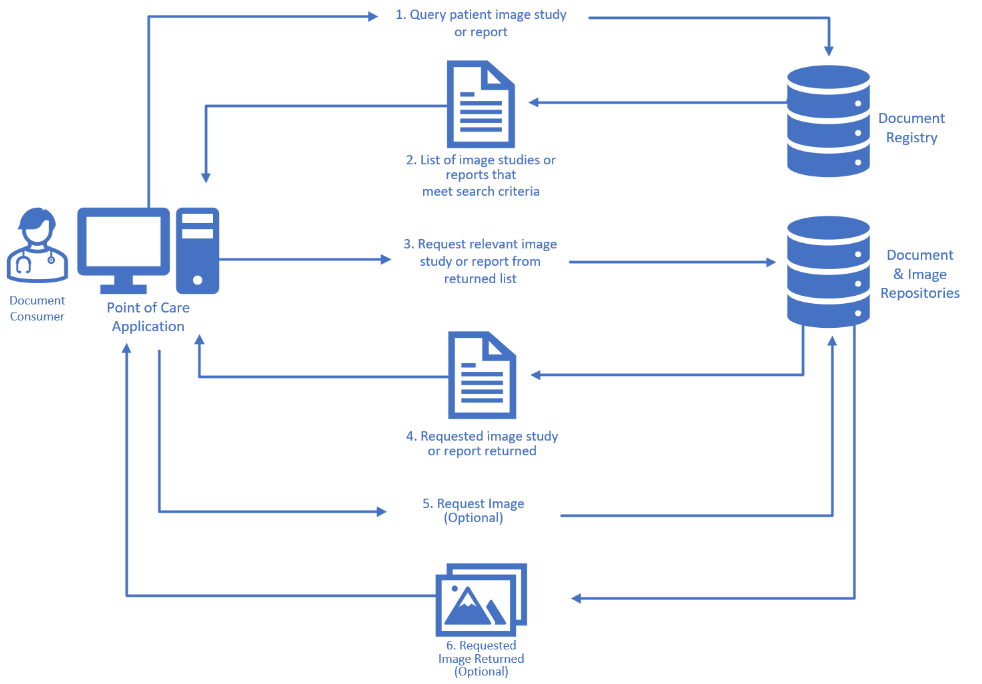 1. Query patient image study
or report
Document
Registry
2. List of image studies or
reports that
meet search criteria
Document
Consumer
Point of Care
Application
3. Request relevant image
study or report from
returned list
Document
& Image
Repositories
4. Requested image study
or report returned
5. Request Image
(Optional)
6. Requested
Image Returned
(Optional)